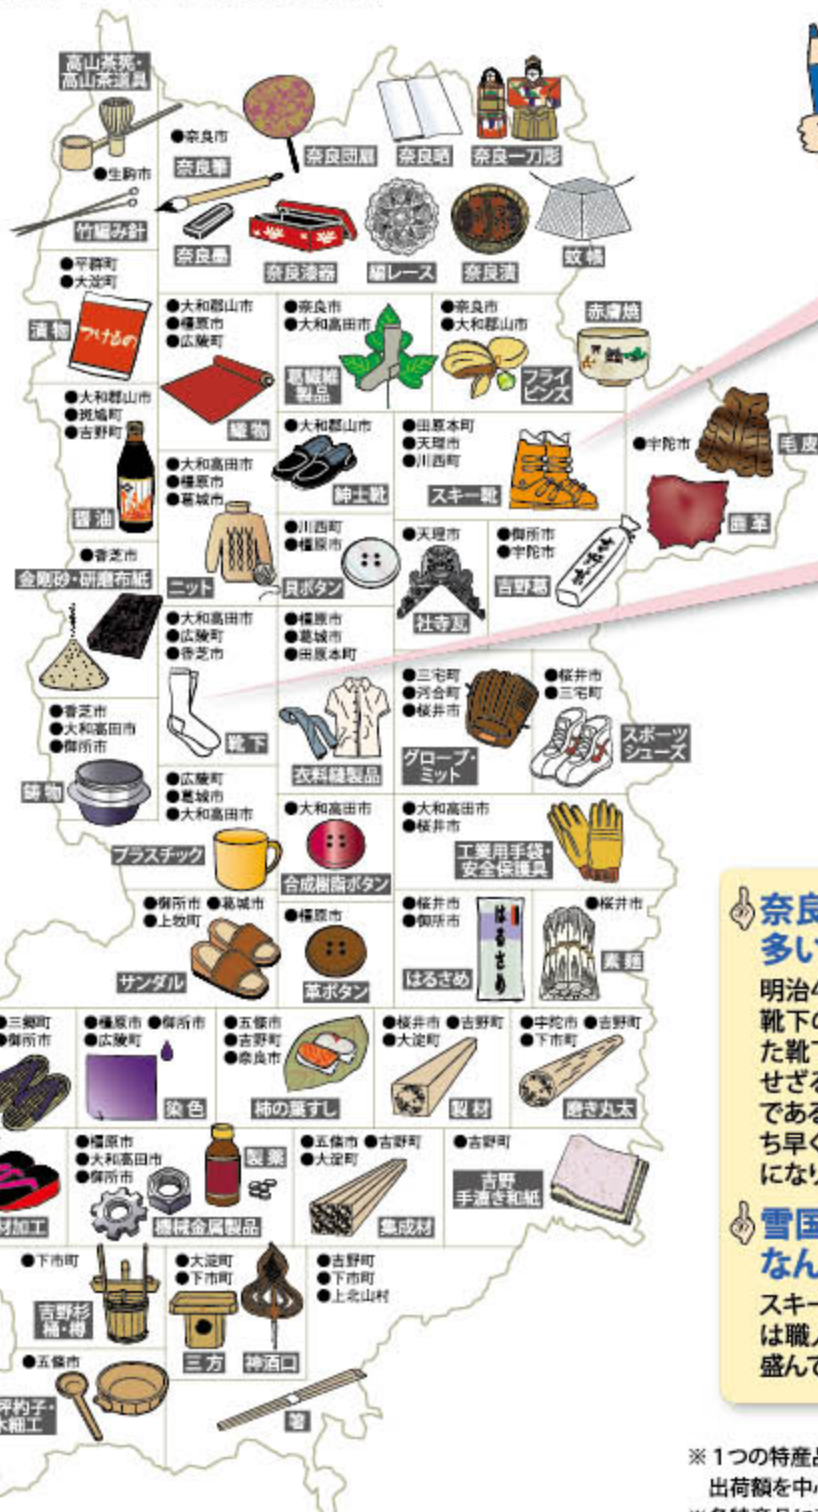 高山茶筅・
高山茶道具
●生駒市
竹編み針
●奈良市
奈良筆
奈良団扇
奈良晒
奈良一刀彫
奈良墨
奈良漆器
編レース
奈良漬
蚊帳
赤膚焼
●平群町
●大淀町
漬物
つけもの
●大和郡山市
●橿原市
●広陵町
織物
●奈良市
●大和高田市
葛繊維
製品
●奈良市
●大和郡山市
フライ
ビンズ
●大和郡山市
●斑鳩町
●吉野町
醤油
●大和高田市
●橿原市
●葛城市
ニット
●大和郡山市
紳士靴
●田原本町
●天理市
●川西町
スキー靴
●宇陀市
毛皮
●川西町
●橿原市
貝ボタン
●天理市
社寺瓦
●御所市
●宇陀市
吉野葛
●香芝市
金剛砂・研磨布紙
●大和高田市
●広陵町
●香芝市
靴下
●橿原市
●葛城市
●田原本町
衣料縫製品
●三宅町
●河合町
●桜井市
グローブ・
ミット
●桜井市
●三宅町
スポーツ
シューズ
●香芝市
●大和高田市
●御所市
鋳物
●広陵町
●葛城市
●大和高田市
プラスチック
●大和高田市
合成樹脂ボタン
●大和高田市
●桜井市
工業用手袋・
安全保護具
●御所市 ●葛城市
●上牧町
サンダル
●橿原市
革ボタン
●桜井市
●御所市
はるさめ
はるさめ
●桜井市
素麺
●三郷町
●御所市
●橿原市 ●御所市
●広陵町
染色
●五條市
●吉野町
●奈良市
柿の葉すし
●桜井市 ●吉野町
●大淀町
製材
●宇陀市 ●吉野町
●下市町
磨き丸太
材加工
●橿原市
●大和高田市
●御所市
機械金属製品
製薬
●五條市 ●吉野町
●大淀町
集成材
●吉野町
吉野
手漉き和紙
●下市町
吉野杉
桶・樽
●大淀町
●下市町
三方
神酒口
●吉野町
●下市町
●上北山村
箸
●五條市
坪杓子・
木細工
奈良
多い
明治4
靴下の
た靴下
せざる
である
ち早く
になり
雪国
なん
スキー
は職人
盛んで
※1つの特産品
出荷額を中心